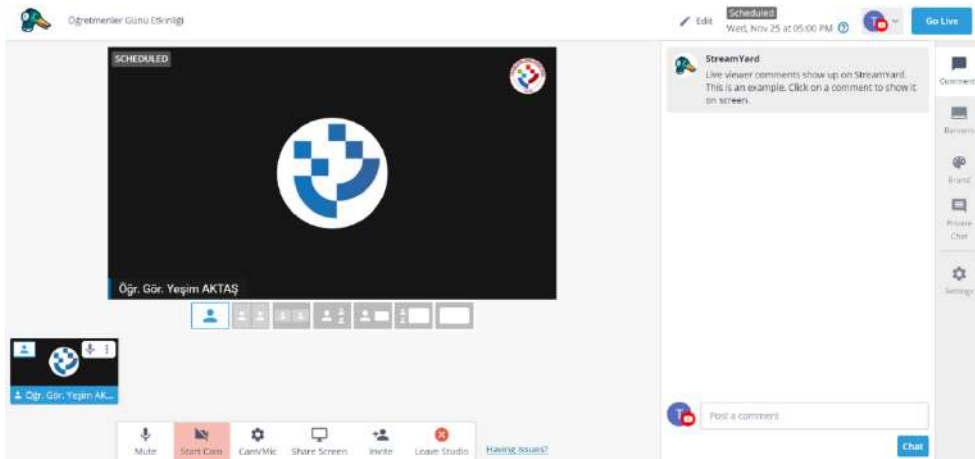 Öğretmenler Günü Etkinliği
Edit
Scheduled
Wed, Nov 25 at 05:00 PM
Go Live
SCHEDULED
Öğr. Gör. Yeşim AKTAŞ
StreamYard
Live viewer comments show up on StreamYard.
This is an example. Click on a comment to show it
on screen.
Comment
Banners
Brand
Private
Chat
Settings
Öğr. Gör. Yeşim AK...
Mute
Start Cam
Cam/Mic
Share Screen
Invite
Leave Studio
Having issues?
Post a comment
Chat